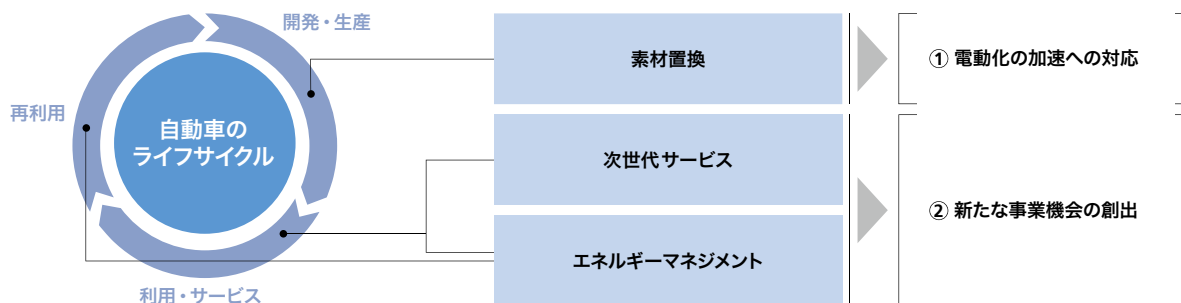 開発・生産
再利用
自動車の
ライフサイクル
利用・サービス
素材置換
次世代サービス
エネルギーマネジメント
① 電動化の加速への対応
② 新たな事業機会の創出